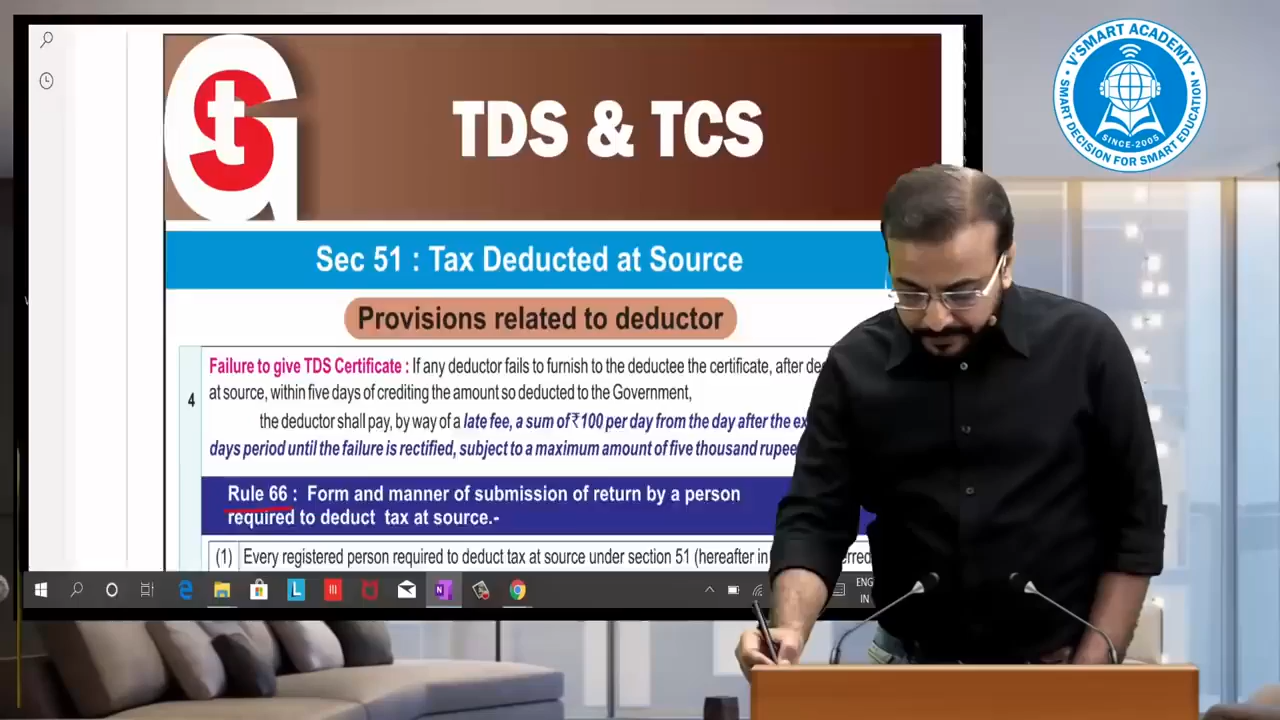 V'SMART ACADEMY
SINCE-2005
SMART DECISION FOR SMART EDUCATION
Gst
TDS & TCS
Sec 51 : Tax Deducted at Source
Provisions related to deductor
4
Failure to give TDS Certificate : If any deductor fails to furnish to the deductee the certificate, after
at source, within five days of crediting the amount so deducted to the Government,
the deductor shall pay, by way of a late fee, a sum of ₹100 per day from the day after the
days period until the failure is rectified, subject to a maximum amount of five thousand
Rule 66 : Form and manner of submission of return by a person
required to deduct tax at source.-
(1) Every registered person required to deduct tax at source under section 51 (hereafter in
ENG
IN